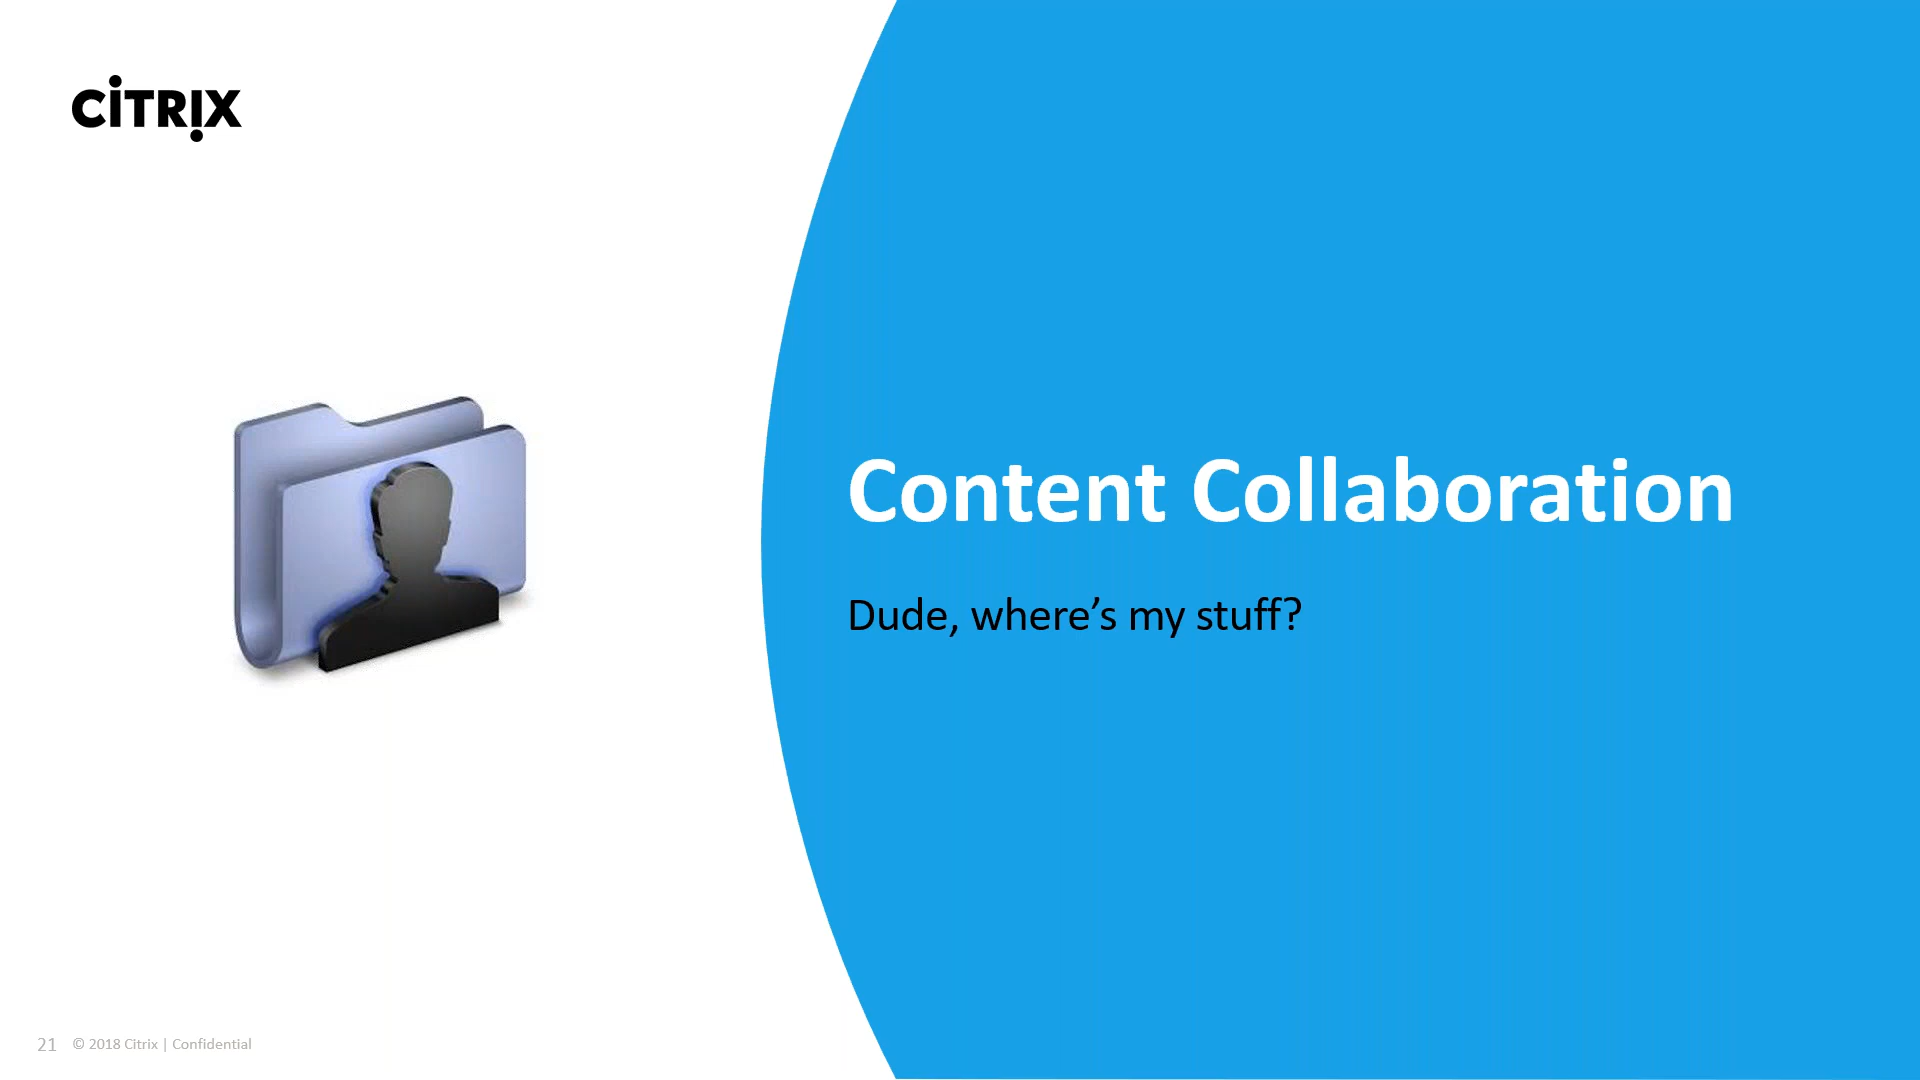 CiTRIX
Content Collaboration
Dude, where’s my stuff?
21 © 2018 Citrix | Confidential